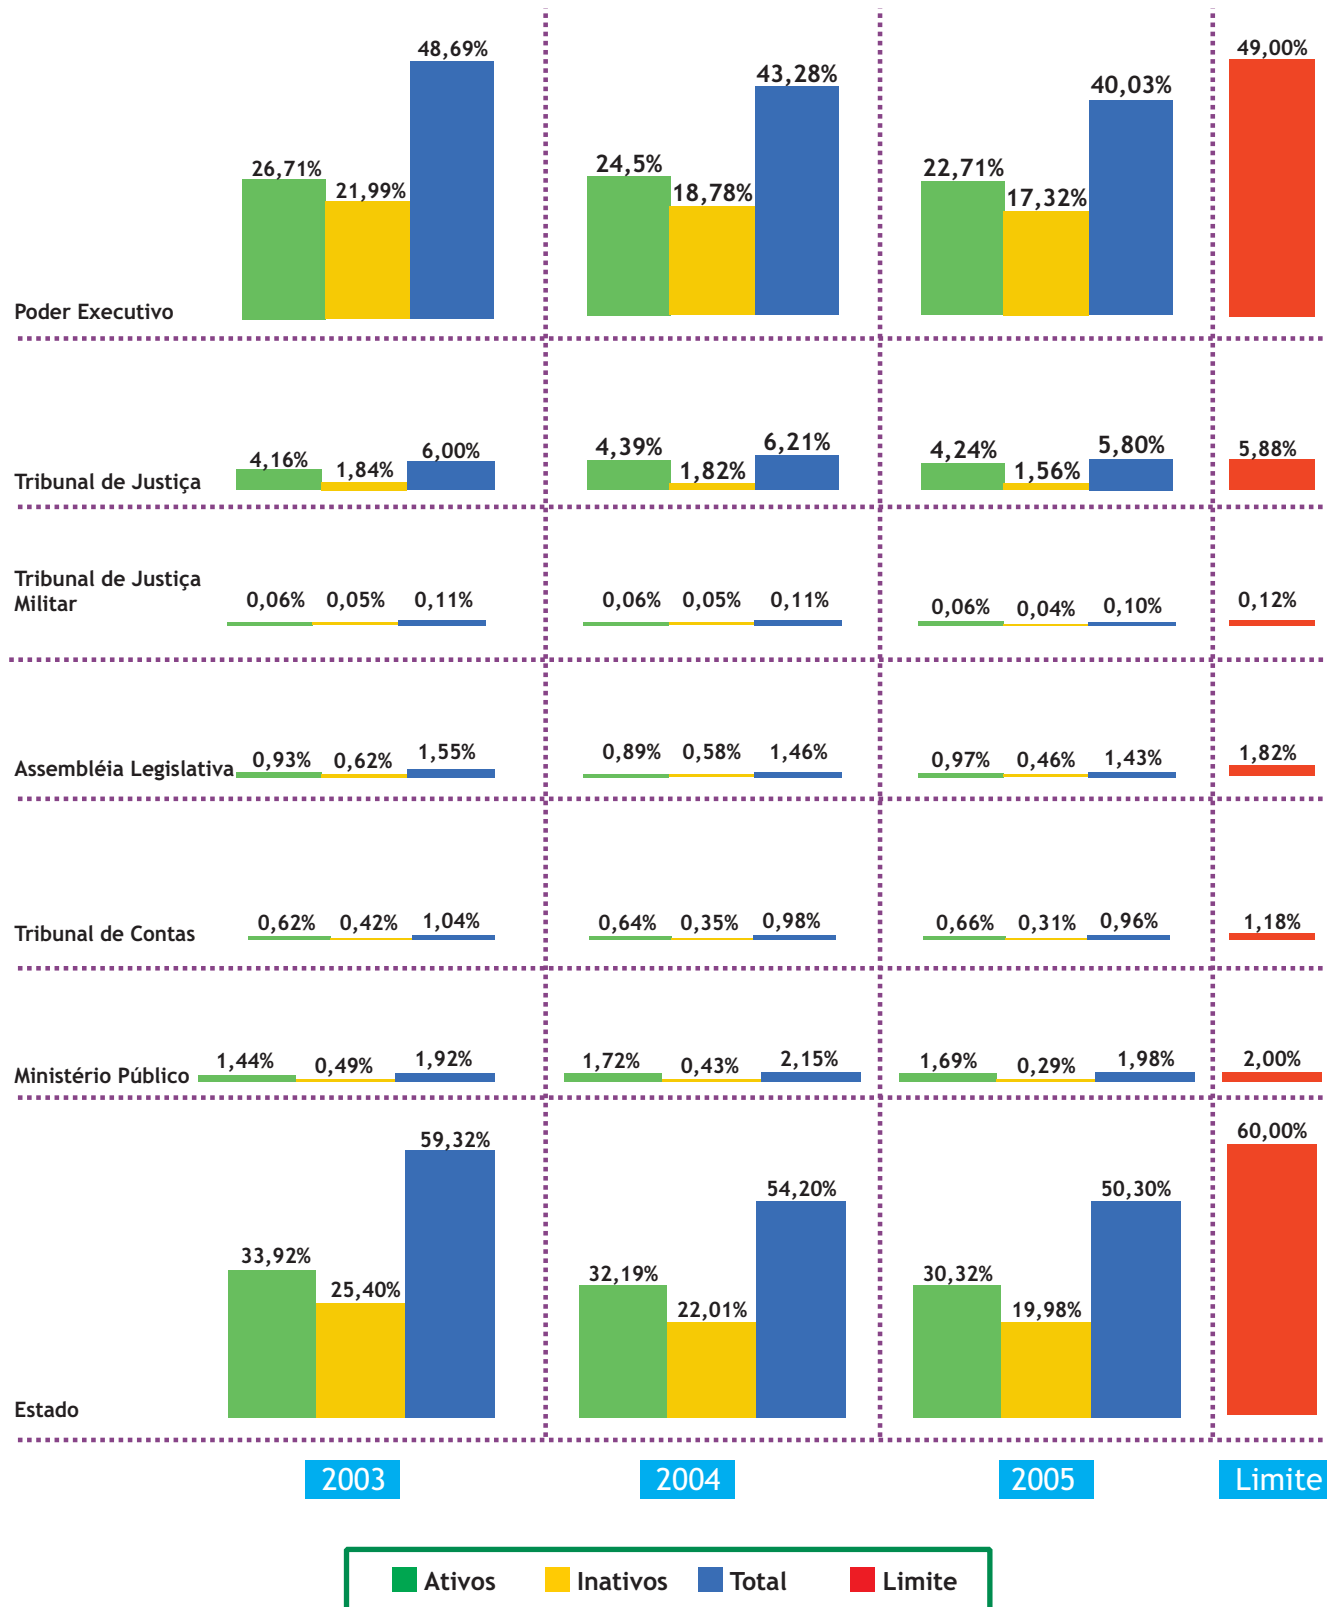 48,69% 43,28% 40,03% 49,00%
26,71% 21,99% 24,5% 18,78% 22,71% 17,32%
Poder Executivo
4,16% 1,84% 6,00% 4,39% 1,82% 6,21% 4,24% 1,56% 5,80% 5,88%
Tribunal de Justiça
Tribunal de Justiça
Militar
0,06% 0,05% 0,11% 0,06% 0,05% 0,11% 0,06% 0,04% 0,10% 0,12%
Assembléia Legislativa 0,93% 0,62% 1,55% 0,89% 0,58% 1,46% 0,97% 0,46% 1,43% 1,82%
Tribunal de Contas 0,62% 0,42% 1,04% 0,64% 0,35% 0,98% 0,66% 0,31% 0,96% 1,18%
Ministério Público 1,44% 0,49% 1,92% 1,72% 0,43% 2,15% 1,69% 0,29% 1,98% 2,00%
59,32% 54,20% 50,30% 60,00%
33,92% 25,40% 32,19% 22,01% 30,32% 19,98%
Estado
2003 2004 2005 Limite
Ativos Inativos Total Limite